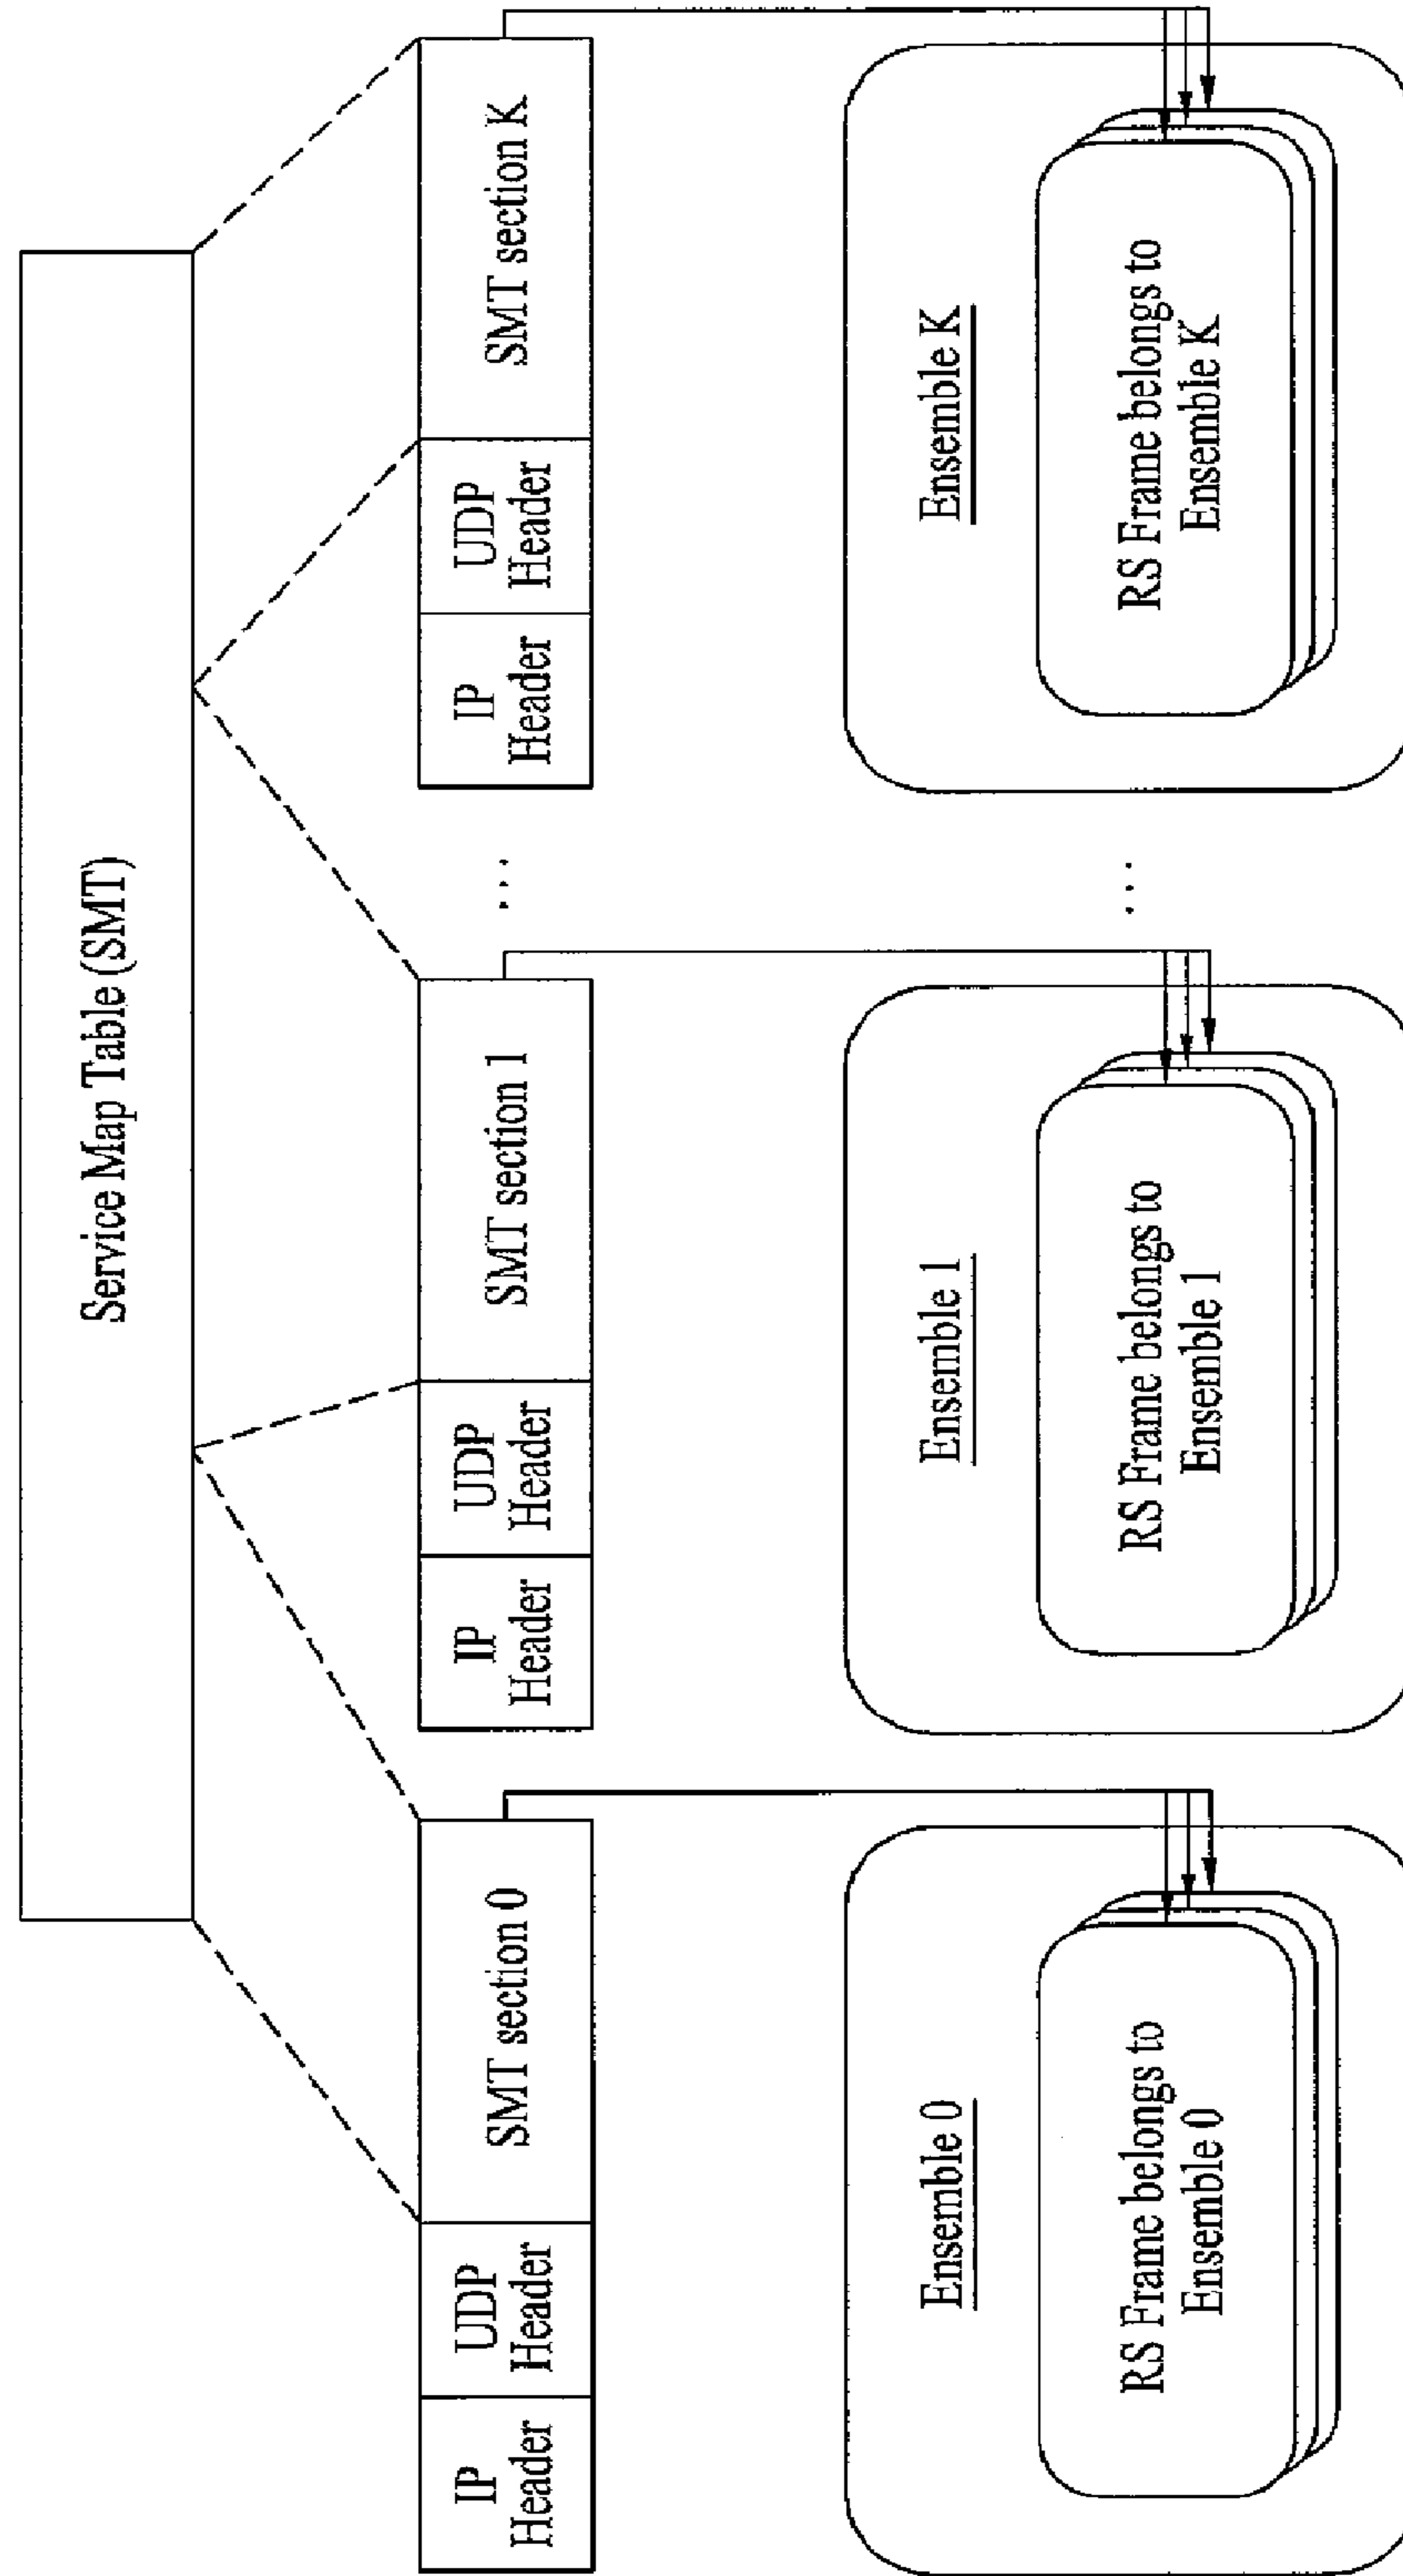 Service Map Table (SMT)
IP
Header
UDP
Header
SMT section 0
IP
Header
UDP
Header
SMT section 1
...
IP
Header
UDP
Header
SMT section K
Ensemble 0
RS Frame belongs to
Ensemble 0
Ensemble 1
RS Frame belongs to
Ensemble 1
...
Ensemble K
RS Frame belongs to
Ensemble K